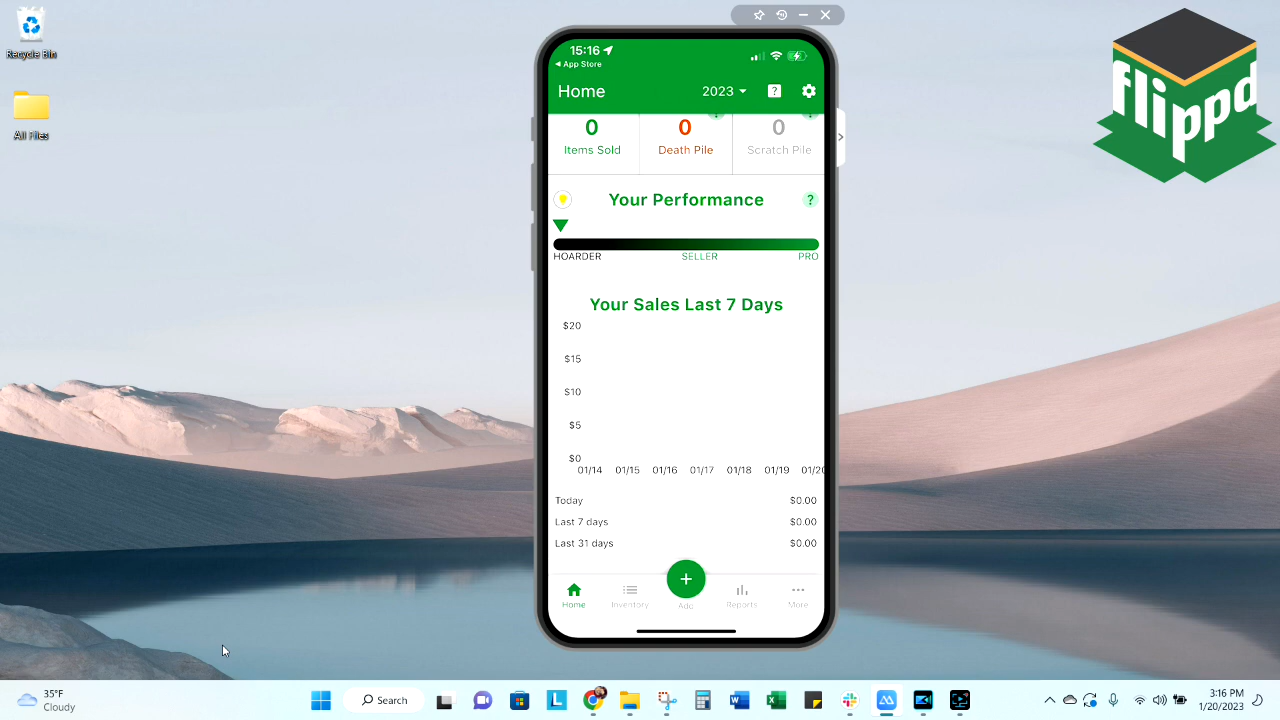 Recycle Bin
All Files
15:16
App Store
Home
2023
?
0
Items Sold
0
Death Pile
0
Scratch Pile
Your Performance
?
HOARDER
SELLER
PRO
Your Sales Last 7 Days
$20
$15
$10
$5
$0
01/14 01/15 01/16 01/17 01/18 01/19 01/20
Today $0.00
Last 7 days $0.00
Last 31 days $0.00
Home
Inventory
Add
Reports
More
flippd
35°F
Cloudy
Search
3:16 PM
1/20/2023